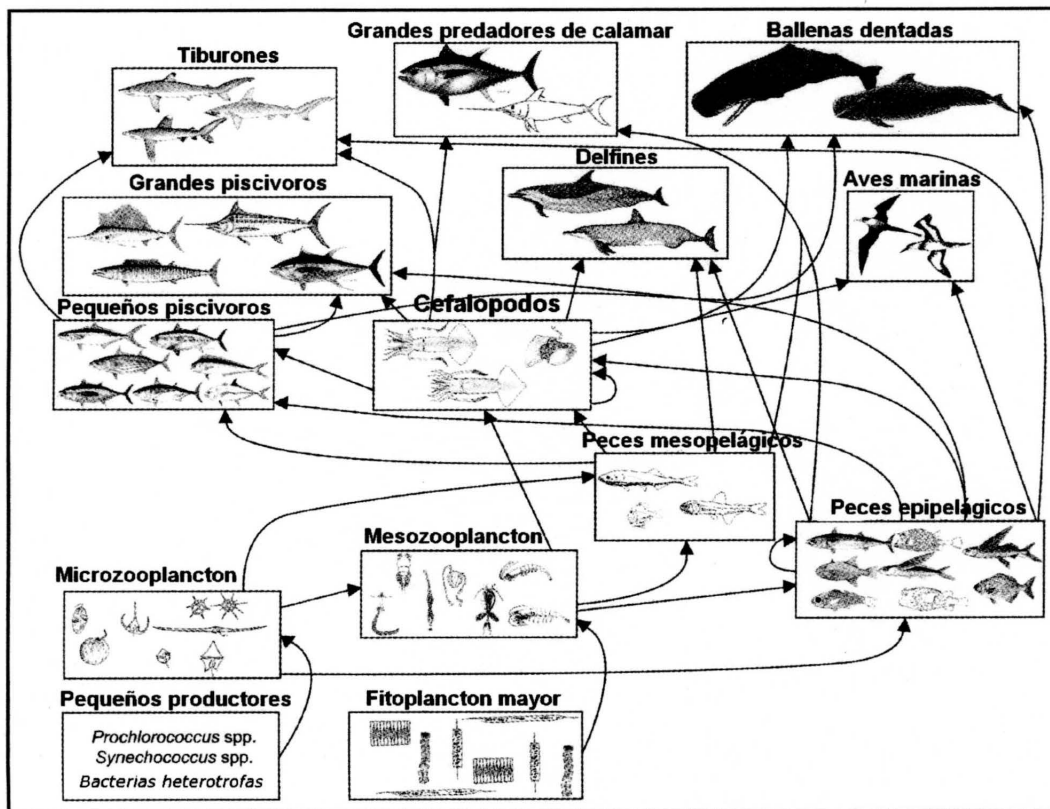 Grandes predadores de calamar
Ballenas dentadas
Tiburones
Delfines
Aves marinas
Grandes piscivoros
Pequeños piscivoros
Cefalopodos
Peces mesopelágicos
Peces epipelágicos
Mesozooplancton
Microzooplancton
Pequeños productores
Prochlorococcus spp.
Synechococcus spp.
Bacterias heterotrofas
Fitoplancton mayor